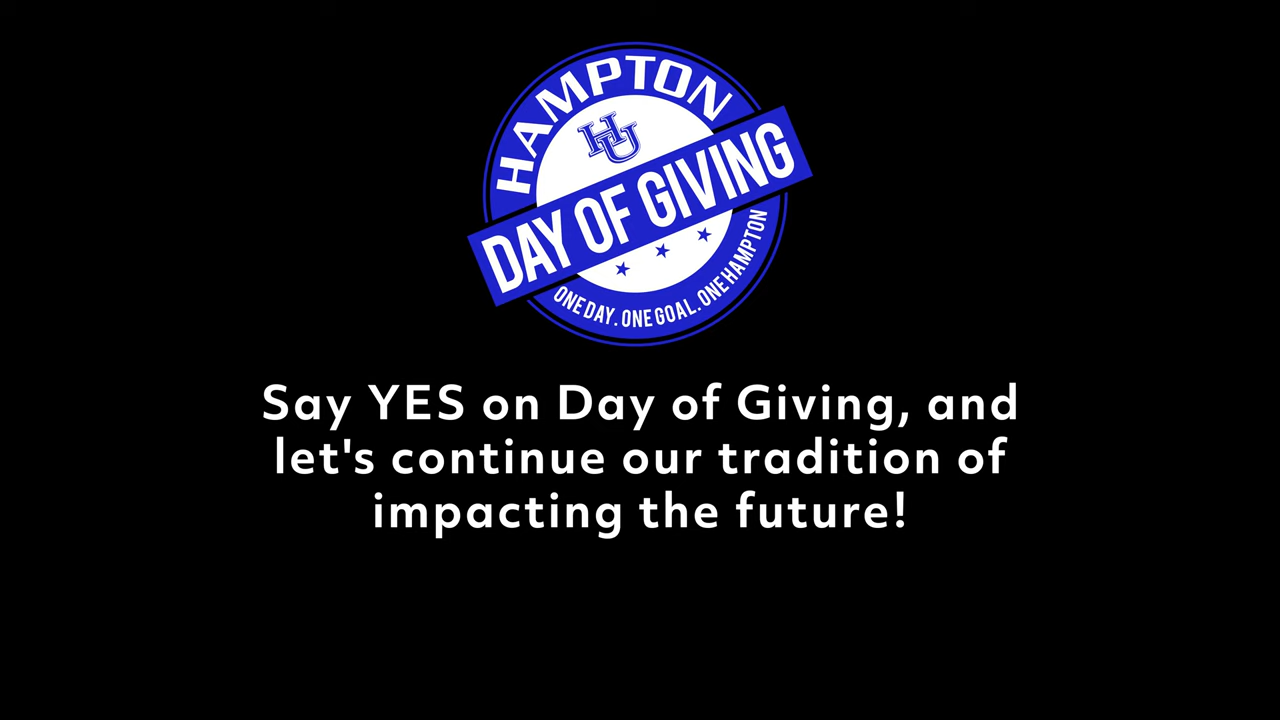 HAMPTON
HU
DAY OF GIVING
ONE DAY. ONE GOAL. ONE HAMPTON
Say YES on Day of Giving, and
let's continue our tradition of
impacting the future!